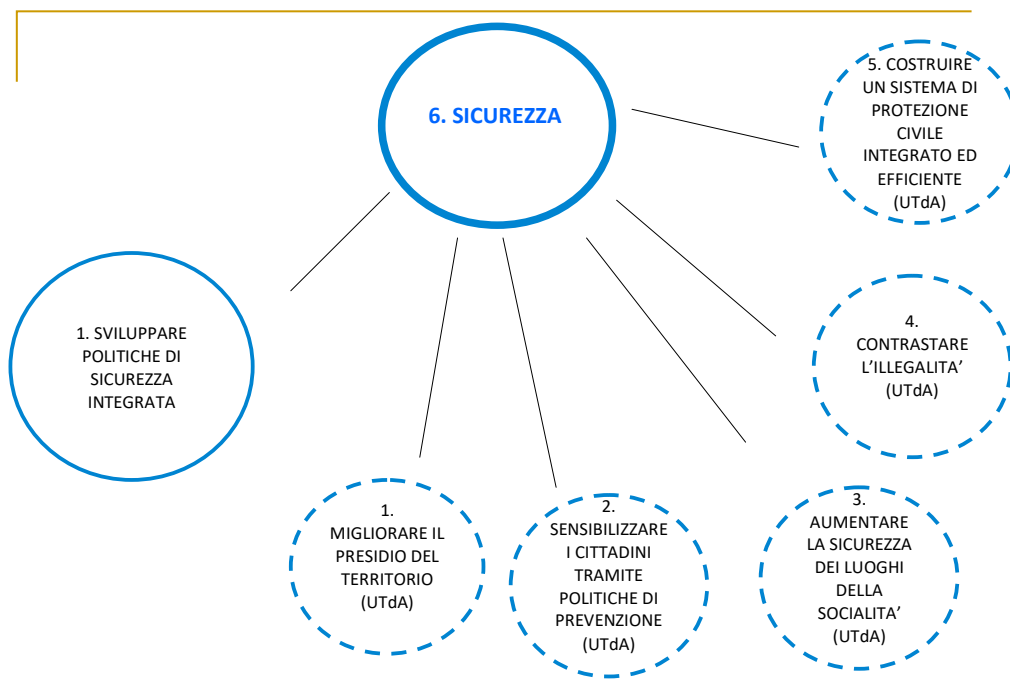 6. SICUREZZA
5. COSTRUIRE
UN SISTEMA DI
PROTEZIONE
CIVILE
INTEGRATO ED
EFFICIENTE
(UTdA)
1. SVILUPPARE
POLITICHE DI
SICUREZZA
INTEGRATA
4.
CONTRASTARE
L’ILLEGALITA’
(UTdA)
1.
MIGLIORARE IL
PRESIDIO DEL
TERRITORIO
(UTdA)
2.
SENSIBILIZZARE
I CITTADINI
TRAMITE
POLITICHE DI
PREVENZIONE
(UTdA)
3.
AUMENTARE
LA SICUREZZA
DEI LUOGHI
DELLA
SOCIALITA’
(UTdA)